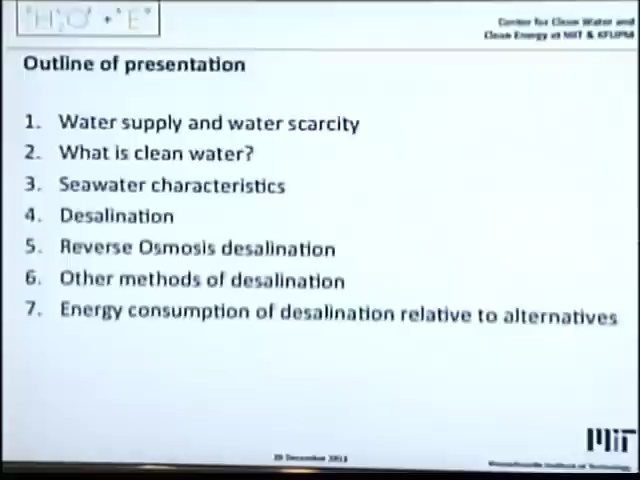 H₂O + E
Center for Clean Water and
Clean Energy at MIT & KFUPM
Outline of presentation
1. Water supply and water scarcity
2. What is clean water?
3. Seawater characteristics
4. Desalination
5. Reverse Osmosis desalination
6. Other methods of desalination
7. Energy consumption of desalination relative to alternatives
MIT
December
Massachusetts Institute of Technology